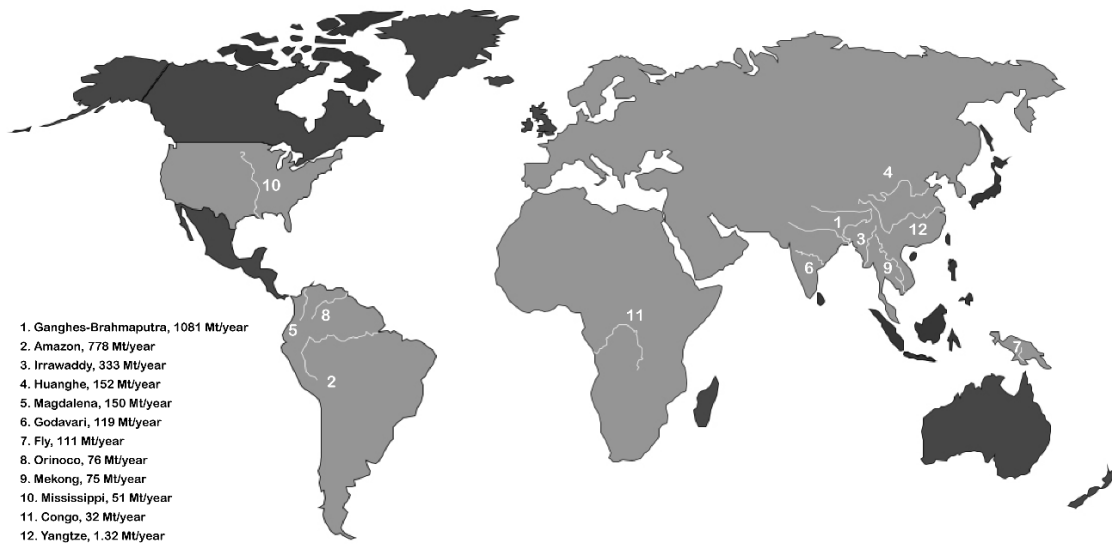 10
4
1
12
3
6
9
11
5
8
7
2
1. Ganghes-Brahmaputra, 1081 Mt/year
2. Amazon, 778 Mt/year
3. Irrawaddy, 333 Mt/year
4. Huanghe, 152 Mt/year
5. Magdalena, 150 Mt/year
6. Godavari, 119 Mt/year
7. Fly, 111 Mt/year
8. Orinoco, 76 Mt/year
9. Mekong, 75 Mt/year
10. Mississippi, 51 Mt/year
11. Congo, 32 Mt/year
12. Yangtze, 1.32 Mt/year